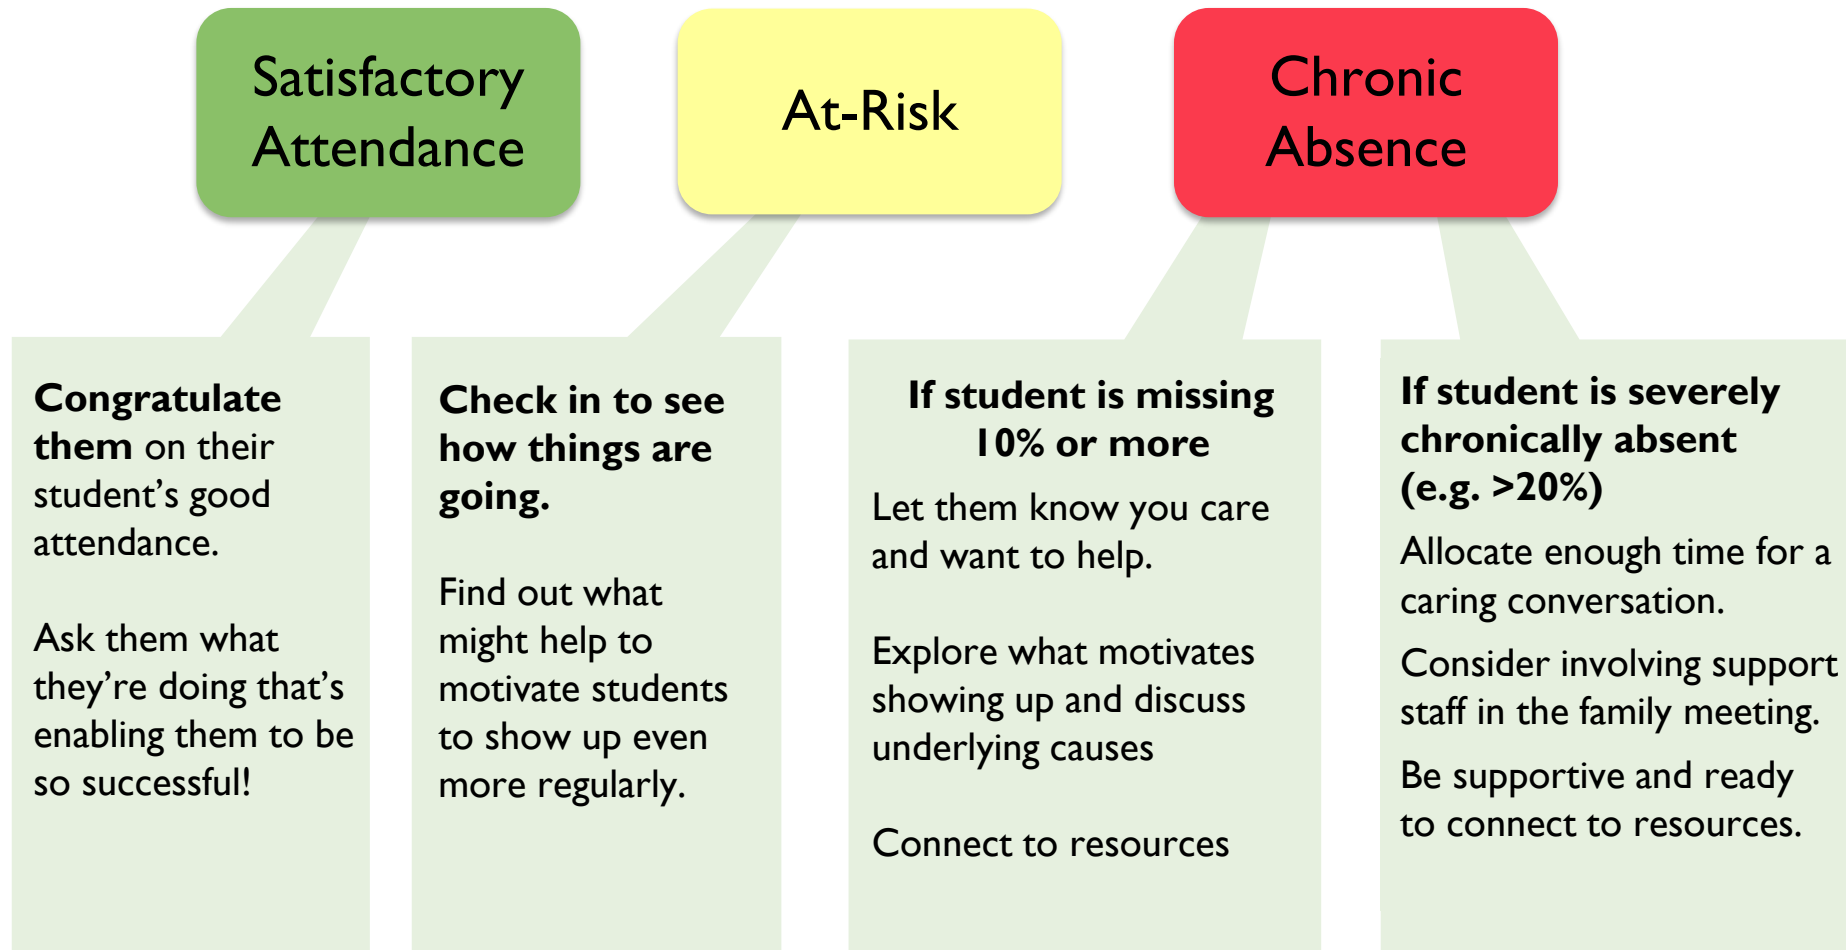 Satisfactory
Attendance
At-Risk
Chronic
Absence
Congratulate
them on their
student’s good
attendance.
Ask them what
they’re doing that’s
enabling them to be
so successful!
Check in to see
how things are
going.
Find out what
might help to
motivate students
to show up even
more regularly.
If student is missing
10% or more
Let them know you care
and want to help.
Explore what motivates
showing up and discuss
underlying causes
Connect to resources
If student is severely
chronically absent
(e.g. >20%)
Allocate enough time for a
caring conversation.
Consider involving support
staff in the family meeting.
Be supportive and ready
to connect to resources.